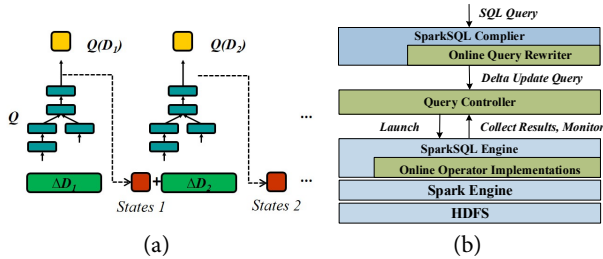 Q(D1)
Q(D2)
Q
...
ΔD1
+
ΔD2
...
States 1
States 2
(a)
SQL Query
SparkSQL Complier
Online Query Rewriter
Delta Update Query
Query Controller
Launch
Collect Results, Monitor
SparkSQL Engine
Online Operator Implementations
Spark Engine
HDFS
(b)